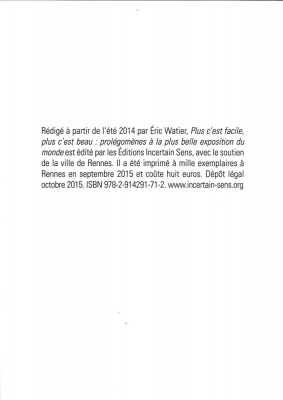 Rédigé à partir de l'été 2014 par Éric Watier, Plus c'est facile,
plus c'est beau : prolégomènes à la plus belle exposition du
monde est édité par les Éditions Incertain Sens, avec le soutien
de la ville de Rennes. Il a été imprimé à mille exemplaires à
Rennes en septembre 2015 et coûte huit euros. Dépôt légal
octobre 2015. ISBN 978-2-914291-71-2. www.incertain-sens.org